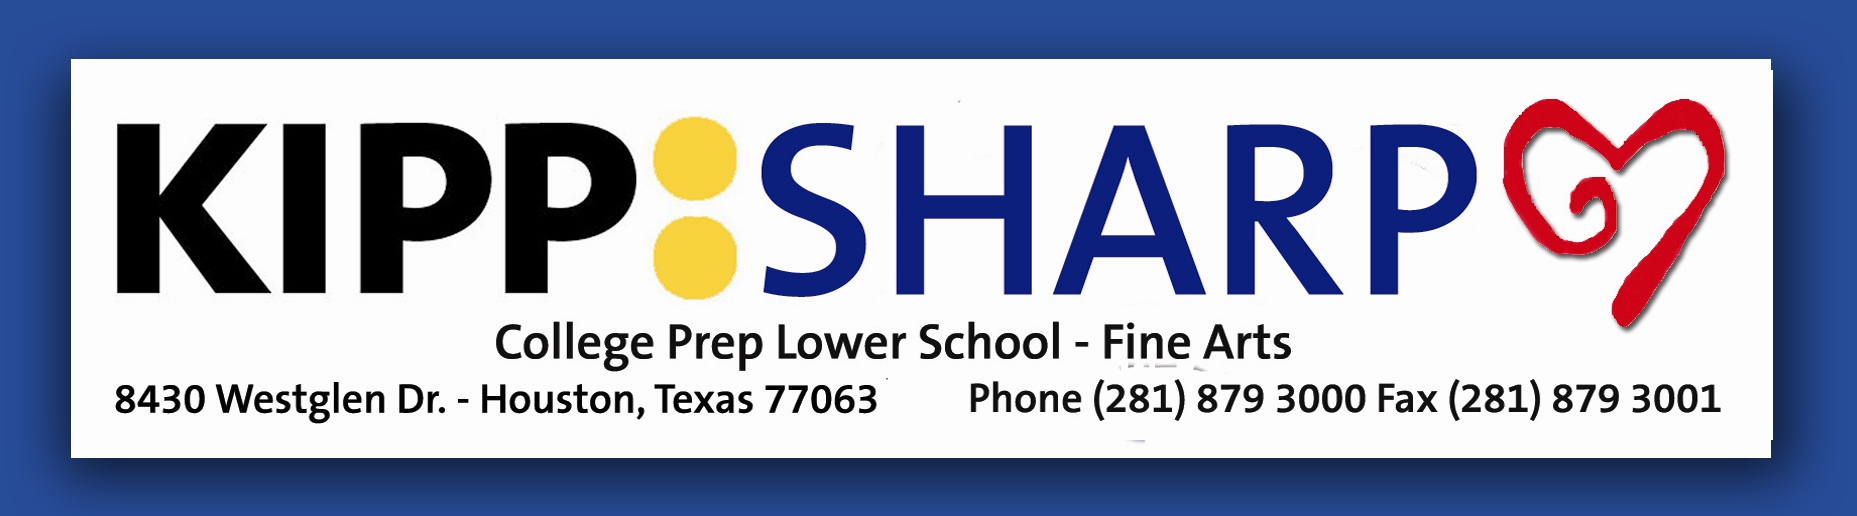 KIPP:SHARP
College Prep Lower School - Fine Arts
8430 Westglen Dr. - Houston, Texas 77063 Phone (281) 879 3000 Fax (281) 879 3001